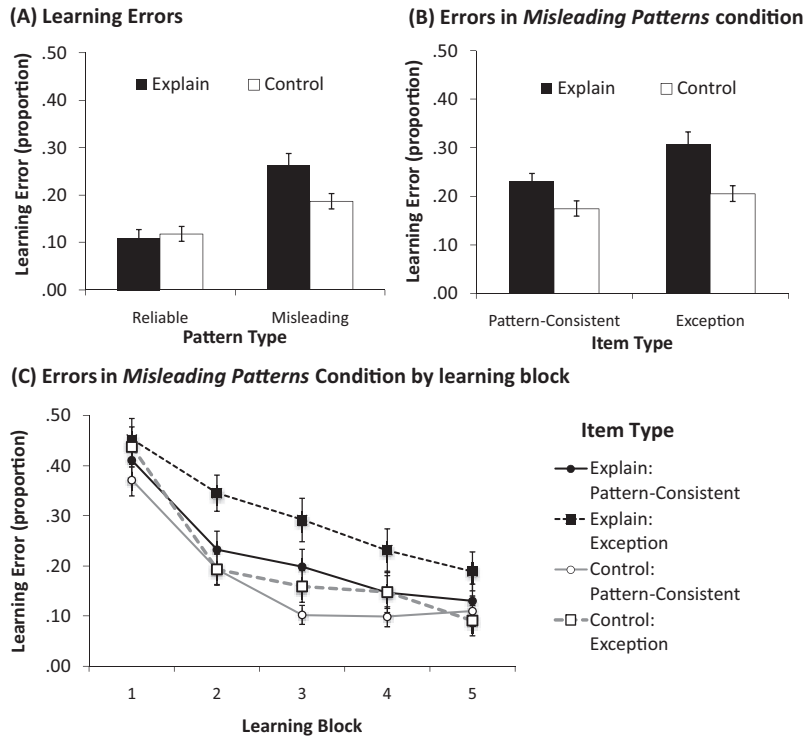 (A) Learning Errors
.50
.40
.30
.20
.10
.00
Learning Error (proportion)
Explain
Control
Reliable
Misleading
Pattern Type
(B) Errors in Misleading Patterns condition
.50
.40
.30
.20
.10
.00
Learning Error (proportion)
Explain
Control
Pattern-Consistent
Exception
Item Type
(C) Errors in Misleading Patterns Condition by learning block
.50
.40
.30
.20
.10
.00
Learning Error (proportion)
1
2
3
4
5
Learning Block
Item Type
Explain:
Pattern-Consistent
Explain:
Exception
Control:
Pattern-Consistent
Control:
Exception